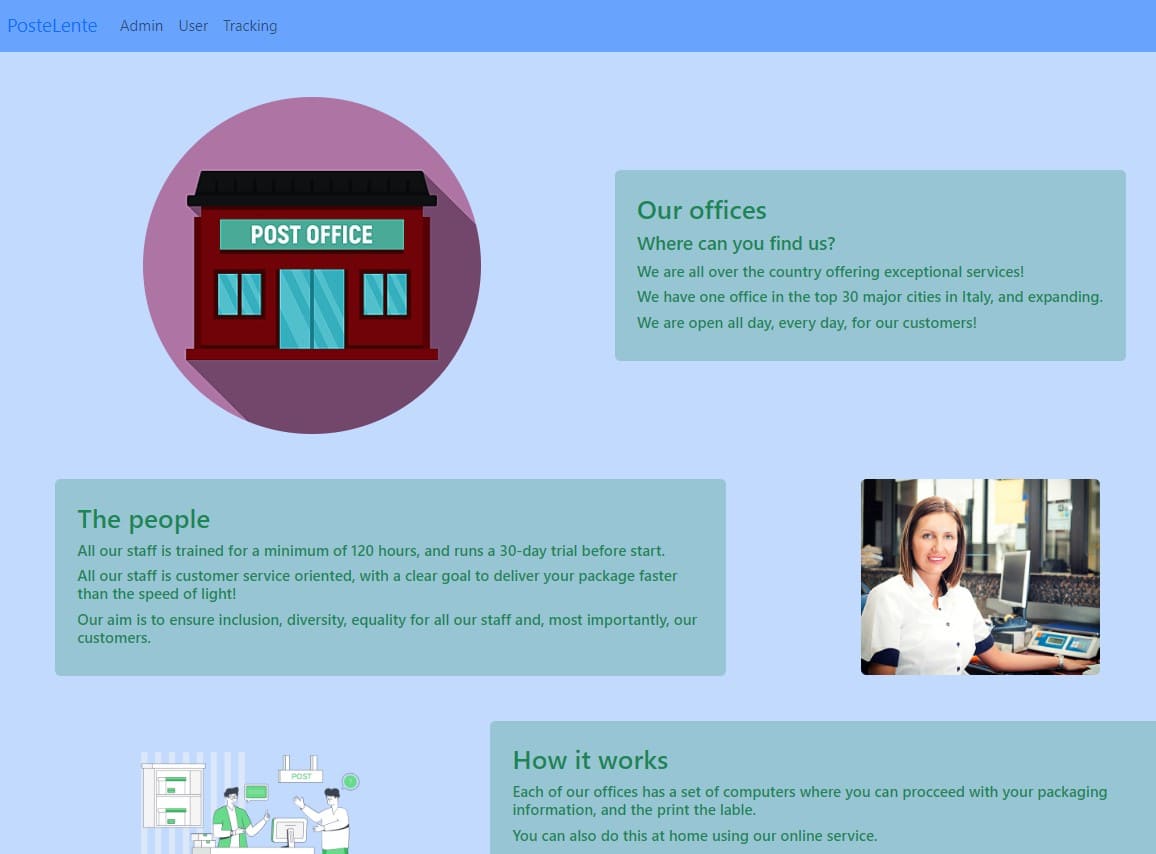 PosteLente Admin User Tracking
POST OFFICE
Our offices
Where can you find us?
We are all over the country offering exceptional services!
We have one office in the top 30 major cities in Italy, and expanding.
We are open all day, every day, for our customers!
The people
All our staff is trained for a minimum of 120 hours, and runs a 30-day trial before start.
All our staff is customer service oriented, with a clear goal to deliver your package faster
than the speed of light!
Our aim is to ensure inclusion, diversity, equality for all our staff and, most importantly, our
customers.
POST
How it works
Each of our offices has a set of computers where you can procceed with your packaging
information, and the print the lable.
You can also do this at home using our online service.